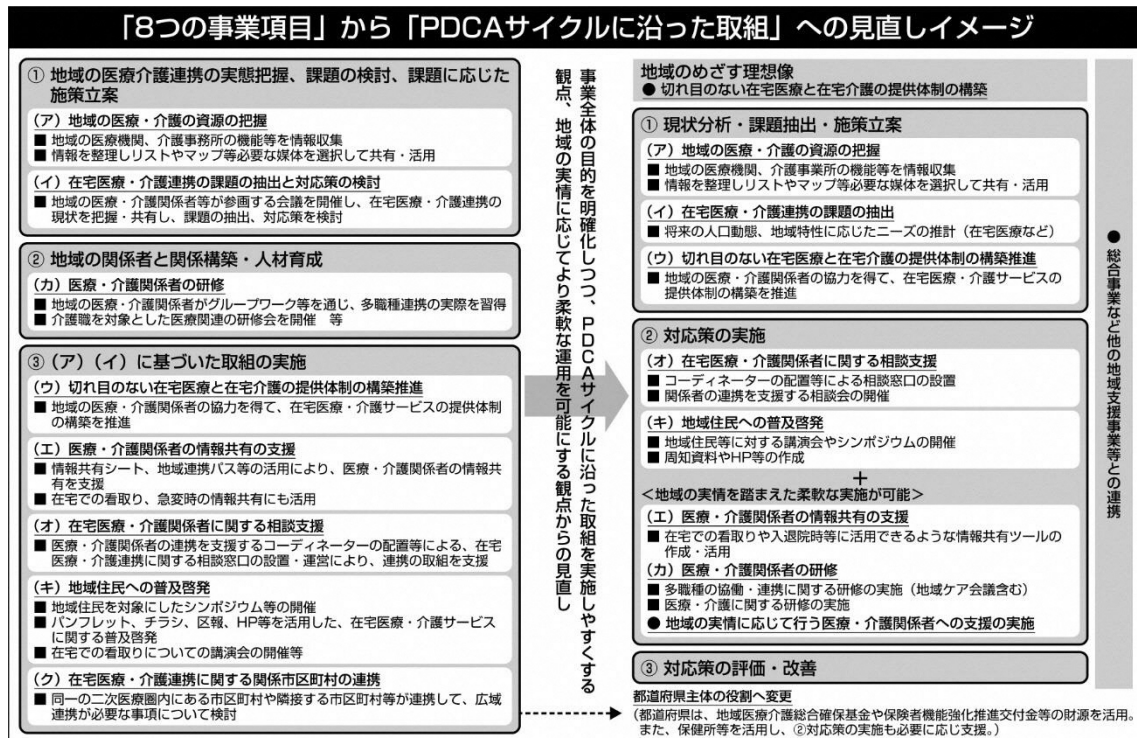 「8つの事業項目」から「PDCAサイクルに沿った取組」への見直しイメージ
① 地域の医療介護連携の実態把握、課題の検討、課題に応じた
施策立案
(ア)地域の医療・介護の資源の把握
■ 地域の医療機関、介護事務所の機能等を情報収集
■ 情報を整理しリストやマップ等必要な媒体を選択して共有・活用
(イ)在宅医療・介護連携の課題の抽出と対応策の検討
■ 地域の医療・介護関係者等が参画する会議を開催し、在宅医療・介護連携の
現状を把握・共有し、課題の抽出、対応策を検討
② 地域の関係者と関係構築・人材育成
(カ)医療・介護関係者の研修
■ 地域の医療・介護関係者がグループワーク等を通じ、多職種連携の実際を習得
■ 介護職を対象とした医療関連の研修会を開催 等
③(ア)(イ)に基づいた取組の実施
(ウ)切れ目のない在宅医療と在宅介護の提供体制の構築推進
■ 地域の医療・介護関係者の協力を得て、在宅医療・介護サービスの提供体制
の構築を推進
(エ)医療・介護関係者の情報共有の支援
■ 情報共有シート、地域連携パス等の活用により、医療・介護関係者の情報共
有を支援
■ 在宅での看取り、急変時の情報共有にも活用
(オ)在宅医療・介護関係者に関する相談支援
■ 医療・介護関係者の連携を支援するコーディネーターの配置等による、在宅
医療・介護連携に関する相談窓口の設置・運営により、連携の取組を支援
(キ)地域住民への普及啓発
■ 地域住民を対象にしたシンポジウム等の開催
■ パンフレット、チラシ、区報、HP等を活用した、在宅医療・介護サービス
に関する普及啓発
■ 在宅での看取りについての講演会の開催等
(ク)在宅医療・介護連携に関する関係市区町村の連携
■ 同一の二次医療圏内にある市区町村や隣接する市区町村等が連携して、広域
連携が必要な事項について検討
事業全体の目的を明確化しつつ、PDCAサイクルに沿った取組を実施しやすくする
観点、地域の実情に応じてより柔軟な運用を可能にする観点からの見直し
地域のめざす理想像
● 切れ目のない在宅医療と在宅介護の提供体制の構築
① 現状分析・課題抽出・施策立案
(ア)地域の医療・介護の資源の把握
■ 地域の医療機関、介護事業所の機能等を情報収集
■ 情報を整理しリストやマップ等必要な媒体を選択して共有・活用
(イ)在宅医療・介護連携の課題の抽出
■ 将来の人口動態、地域特性に応じたニーズの推計(在宅医療など)
(ウ)切れ目のない在宅医療と在宅介護の提供体制の構築推進
■ 地域の医療・介護関係者の協力を得て、在宅医療・介護サービスの
提供体制の構築を推進
② 対応策の実施
(オ)在宅医療・介護関係者に関する相談支援
■ コーディネーターの配置等による相談窓口の設置
■ 関係者の連携を支援する相談会の開催
(キ)地域住民への普及啓発
■ 地域住民等に対する講演会やシンポジウムの開催
■ 周知資料やHP等の作成
+
<地域の実情を踏まえた柔軟な実施が可能>
(エ)医療・介護関係者の情報共有の支援
■ 在宅での看取りや入退院時等に活用できるような情報共有ツールの
作成・活用
(カ)医療・介護関係者の研修
■ 多職種の協働・連携に関する研修の実施(地域ケア会議含む)
■ 医療・介護に関する研修の実施
● 地域の実情に応じて行う医療・介護関係者への支援の実施
③ 対応策の評価・改善
都道府県主体の役割へ変更
(都道府県は、地域医療介護総合確保基金や保険者機能強化推進交付金等の財源を活用。
また、保健所等を活用し、②対応策の実施も必要に応じ支援。)
● 総合事業など他の地域支援事業等との連携